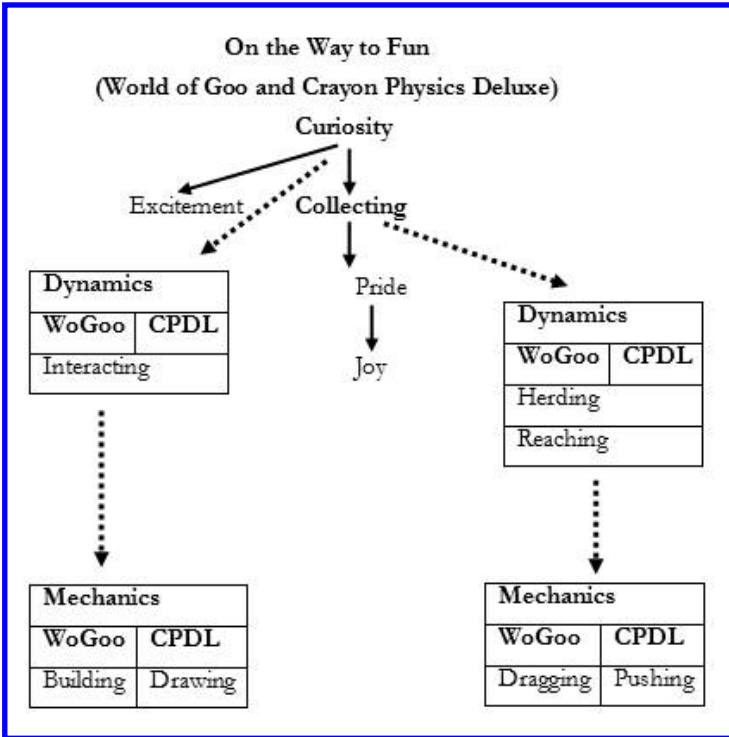 On the Way to Fun
(World of Goo and Crayon Physics Deluxe)
Curiosity
Excitement
Collecting
Dynamics
WoGoo CPDL
Interacting
Pride
Joy
Dynamics
WoGoo CPDL
Herding
Reaching
Mechanics
WoGoo CPDL
Building Drawing
Mechanics
WoGoo CPDL
Dragging Pushing